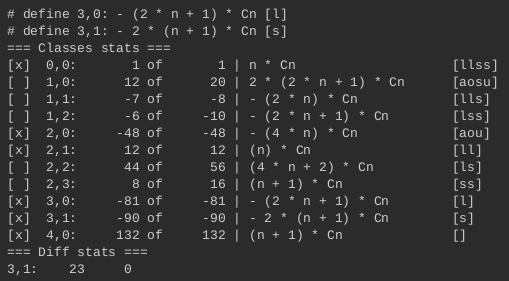 # define 3,0: - (2 * n + 1) * Cn [l]
# define 3,1: - 2 * (n + 1) * Cn [s]
=== Classes stats ===
[x]  0,0:       1 of       1 | n * Cn                    [llss]
[ ]  1,0:      12 of      20 | 2 * (2 * n + 1) * Cn      [aosu]
[ ]  1,1:      -7 of      -8 | - (2 * n) * Cn            [lls]
[ ]  1,2:      -6 of     -10 | - (2 * n + 1) * Cn        [lss]
[x]  2,0:     -48 of     -48 | - (4 * n) * Cn            [aou]
[x]  2,1:      12 of      12 | (n) * Cn                  [ll]
[ ]  2,2:      44 of      56 | (4 * n + 2) * Cn          [ls]
[ ]  2,3:       8 of      16 | (n + 1) * Cn              [ss]
[x]  3,0:     -81 of     -81 | - (2 * n + 1) * Cn        [l]
[x]  3,1:     -90 of     -90 | - 2 * (n + 1) * Cn        [s]
[x]  4,0:     132 of     132 | (n + 1) * Cn              []
=== Diff stats ===
3,1:    23     0